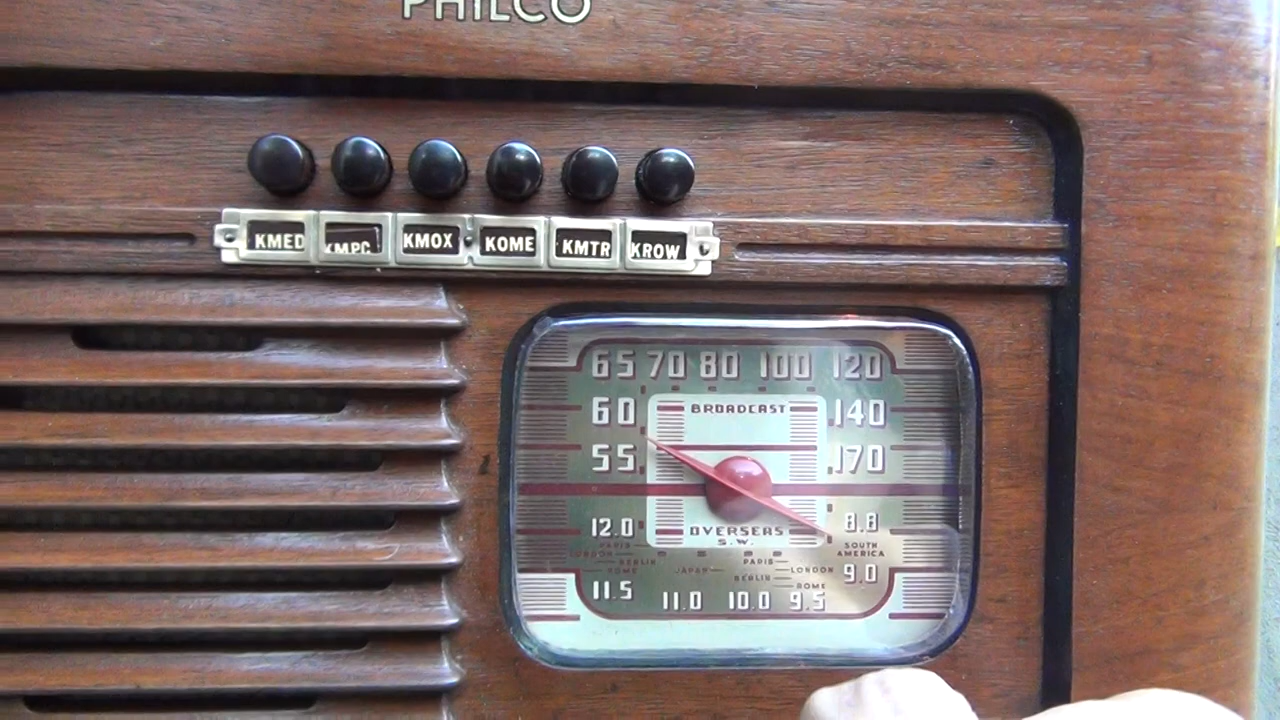 PHILCO
KMED KMPC KMOX KOME KMTR KROW
65 70 80 100 120
60 BROADCAST 140
55 170
12.0 OVERSEAS 8.8
S.W.
PARIS SOUTH
LONDON AMERICA
BERLIN PARIS
ROME JAPAN LONDON 9.0
BERLIN
11.5 ROME
11.0 10.0 9.5